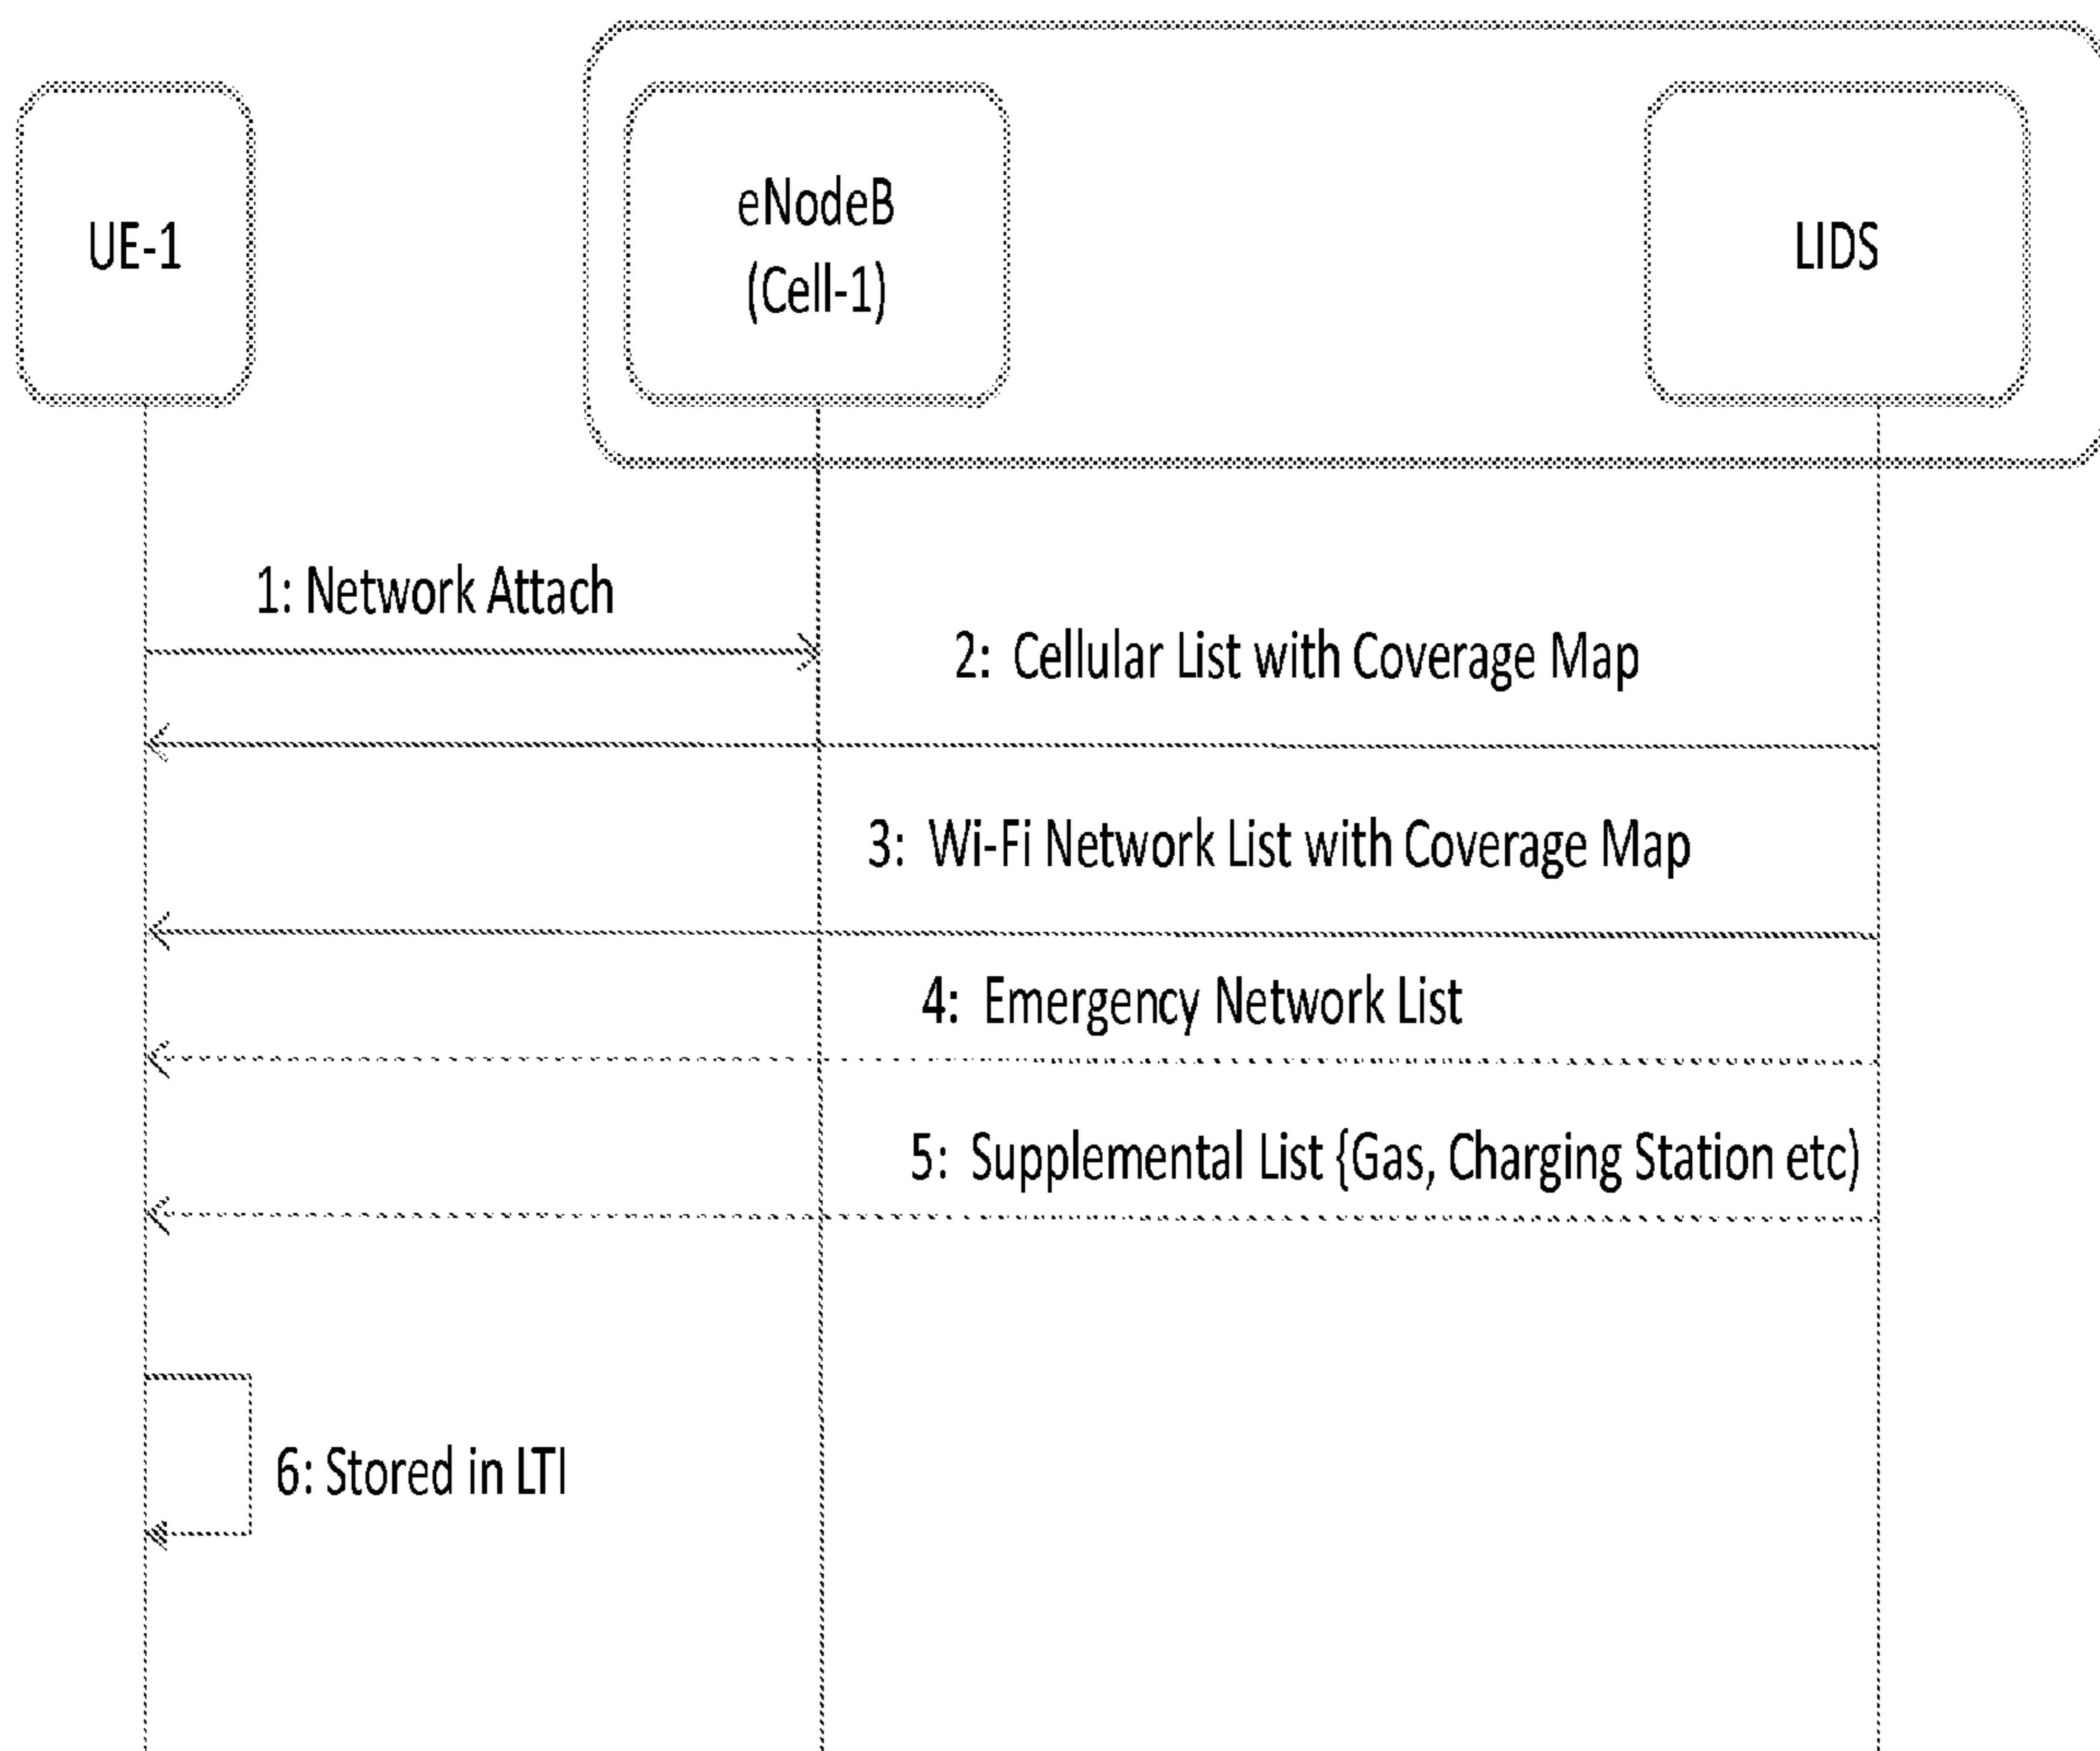 UE-1
eNodeB
(Cell-1)
LIDS
1: Network Attach
2: Cellular List with Coverage Map
3: Wi-Fi Network List with Coverage Map
4: Emergency Network List
5: Supplemental List {Gas, Charging Station etc)
6: Stored in LTI